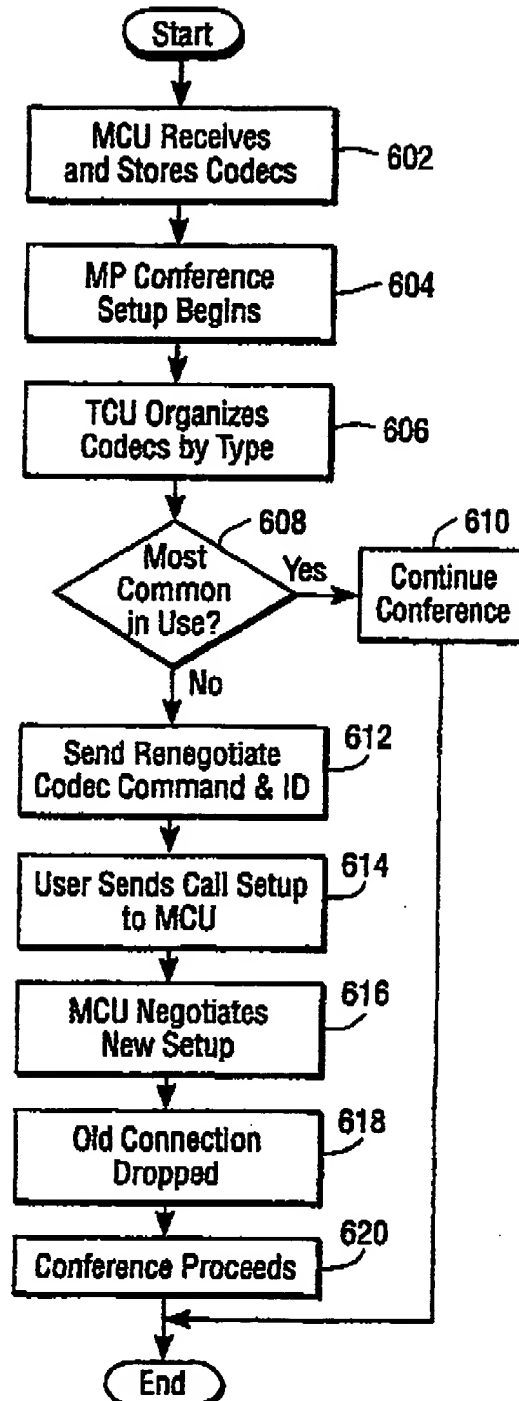 Start
MCU Receives
and Stores Codecs
602
MP Conference
Setup Begins
604
TCU Organizes
Codecs by Type
606
608
Most
Common
in Use?
Yes
610
Continue
Conference
No
Send Renegotiate
Codec Command & ID
612
User Sends Call Setup
to MCU
614
MCU Negotiates
New Setup
616
Old Connection
Dropped
618
Conference Proceeds
620
End